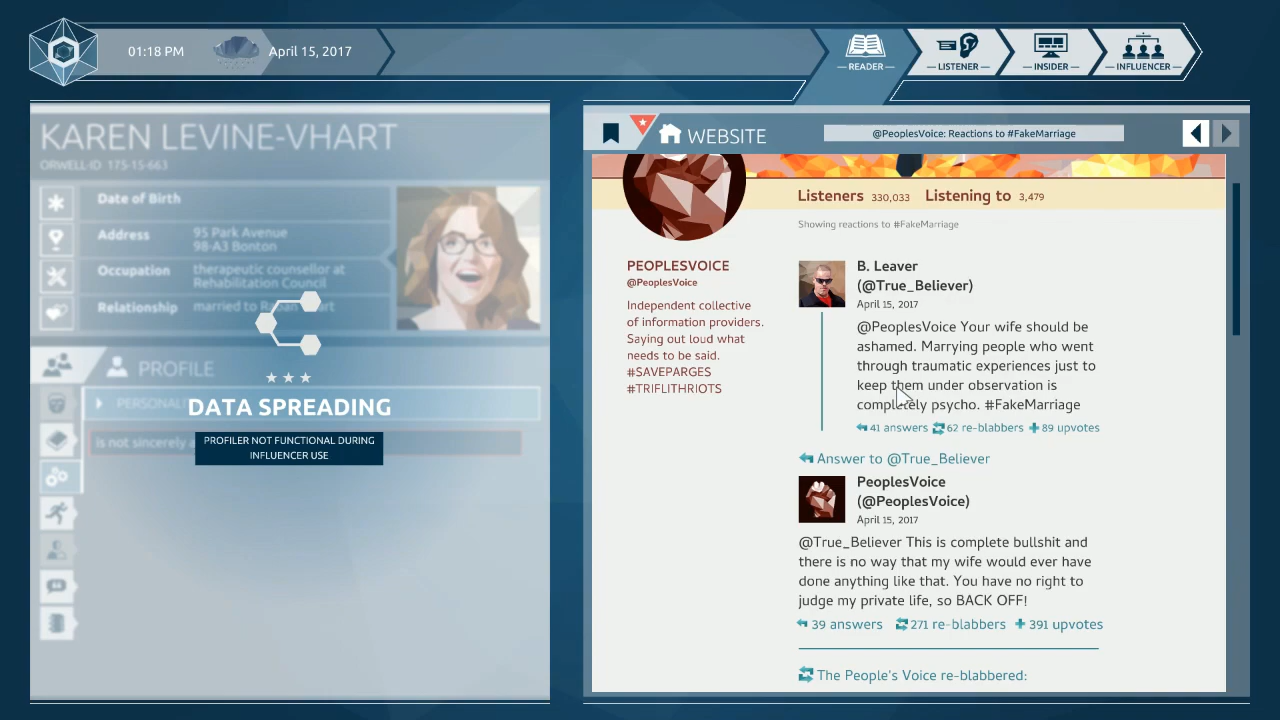 01:18 PM
April 15, 2017
READER
LISTENER
INSIDER
INFLUENCER
KAREN LEVINE-VHART
ORWELL-ID 175-15-663
Date of Birth
Address
95 Park Avenue
98-A3 Bonton
Occupation
therapeutic counsellor at
Rehabilitation Council
Relationship
married to Raban Vhart
PROFILE
PERSONAL
Is not sincerely
DATA SPREADING
PROFILER NOT FUNCTIONAL DURING
INFLUENCER USE
WEBSITE
@PeoplesVoice: Reactions to #FakeMarriage
Listeners 330,033 Listening to 3,479
Showing reactions to #FakeMarriage
PEOPLESVOICE
@PeoplesVoice
Independent collective
of information providers.
Saying out loud what
needs to be said.
#SAVEPARGES
#TRIFLITHRIOTS
B. Leaver
(@True_Believer)
April 15, 2017
@PeoplesVoice Your wife should be
ashamed. Marrying people who went
through traumatic experiences just to
keep them under observation is
completely psycho. #FakeMarriage
41 answers 62 re-blabbers 89 upvotes
Answer to @True_Believer
PeoplesVoice
(@PeoplesVoice)
April 15, 2017
@True_Believer This is complete bullshit and
there is no way that my wife would ever have
done anything like that. You have no right to
judge my private life, so BACK OFF!
39 answers 271 re-blabbers 391 upvotes
The People's Voice re-blabbered: